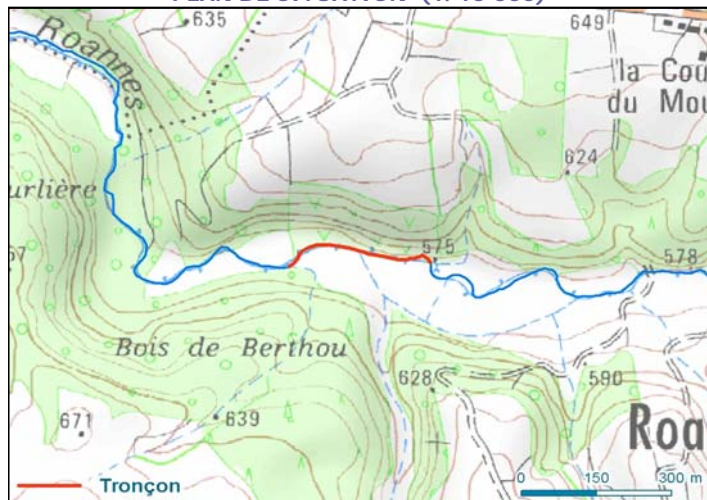 635
649
Roannes
la Cou
du Mou
624
urlière
575
578
Bois de Berthou
628
590
671
639
Roa
Tronçon
0 150 300 m